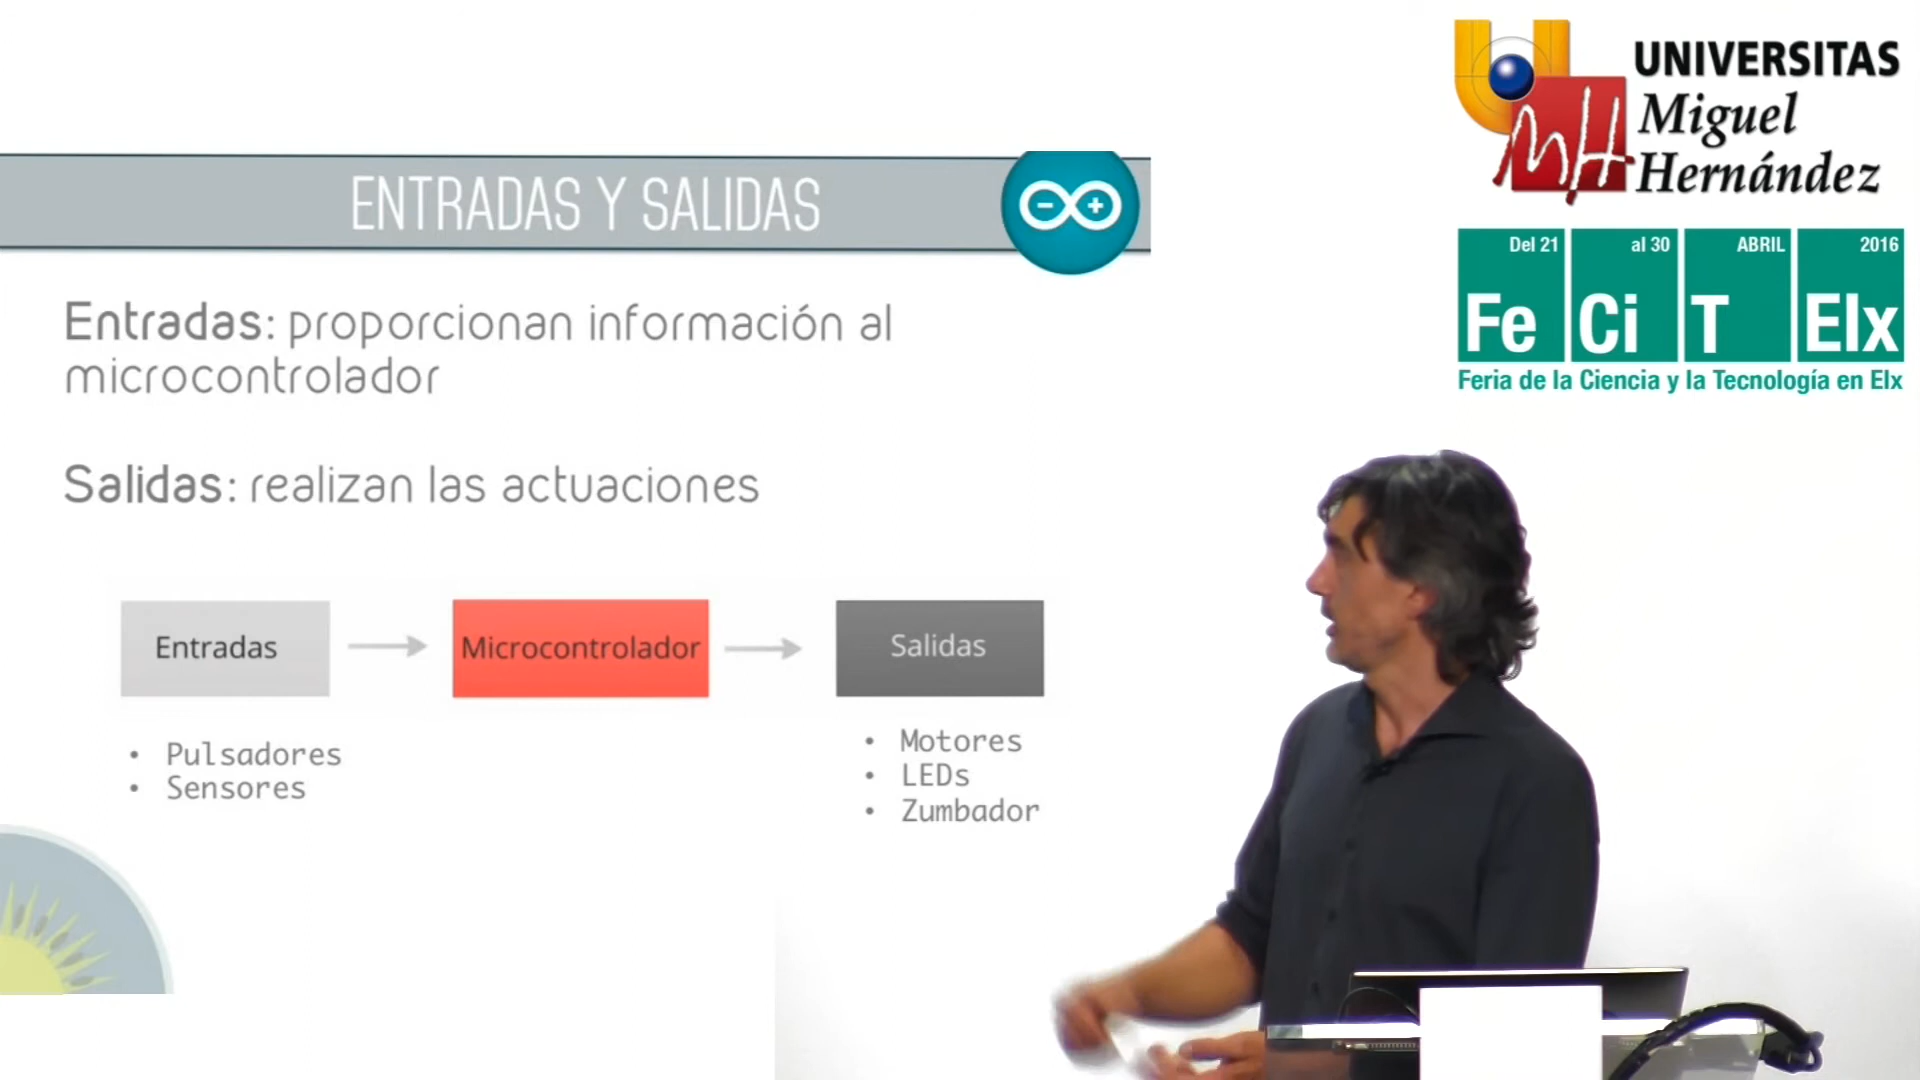 ENTRADAS Y SALIDAS
Entradas: proporcionan información al
microcontrolador
Salidas: realizan las actuaciones
Entradas
Microcontrolador
Salidas
• Pulsadores
• Sensores
• Motores
• LEDs
• Zumbador
UNIVERSITAS
Miguel
Hernández
MH
Del 21 al 30 ABRIL 2016
Fe Ci T Elx
Feria de la Ciencia y la Tecnología en Elx